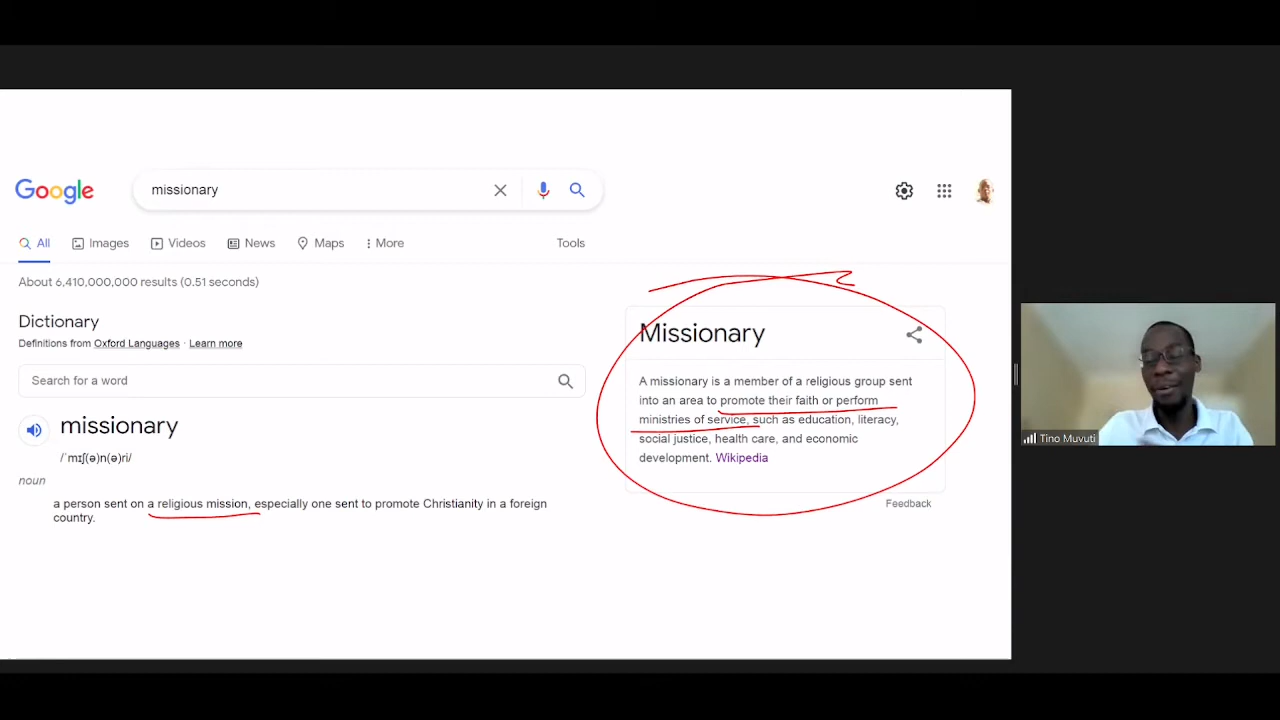 Google
missionary
All Images Videos News Maps More Tools
About 6,410,000,000 results (0.51 seconds)
Dictionary
Definitions from Oxford Languages · Learn more
Search for a word
missionary
/ˈmɪʃ(ə)n(ə)ri/
noun
a person sent on a religious mission, especially one sent to promote Christianity in a foreign
country.
Missionary
A missionary is a member of a religious group sent
into an area to promote their faith or perform
ministries of service, such as education, literacy,
social justice, health care, and economic
development. Wikipedia
Feedback
Tino Muvuti